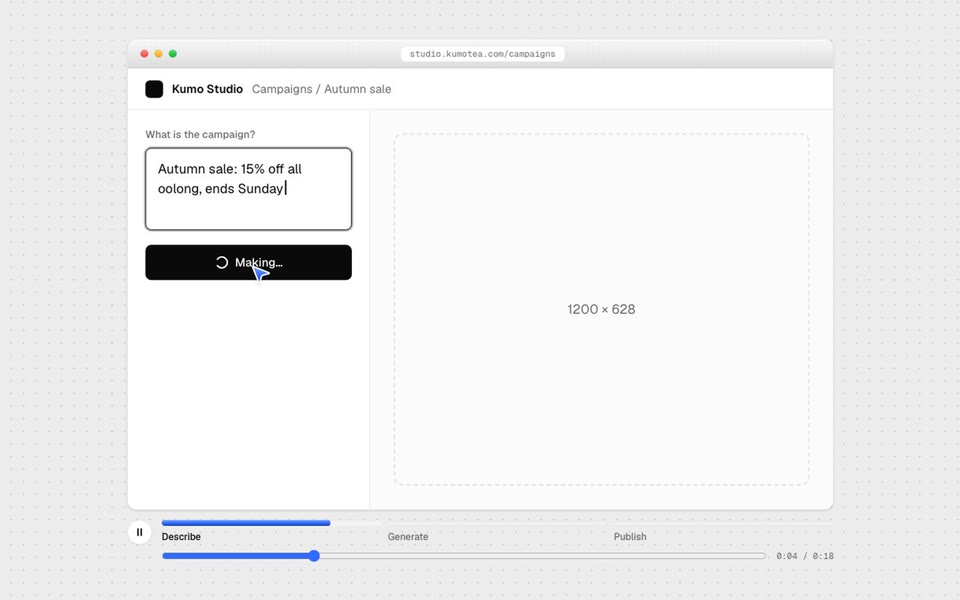 studio.kumotea.com/campaigns
Kumo Studio Campaigns / Autumn sale
What is the campaign?
Autumn sale: 15% off all
oolong, ends Sunday
Making…
1200 × 628
Describe Generate Publish
0:04 / 0:18